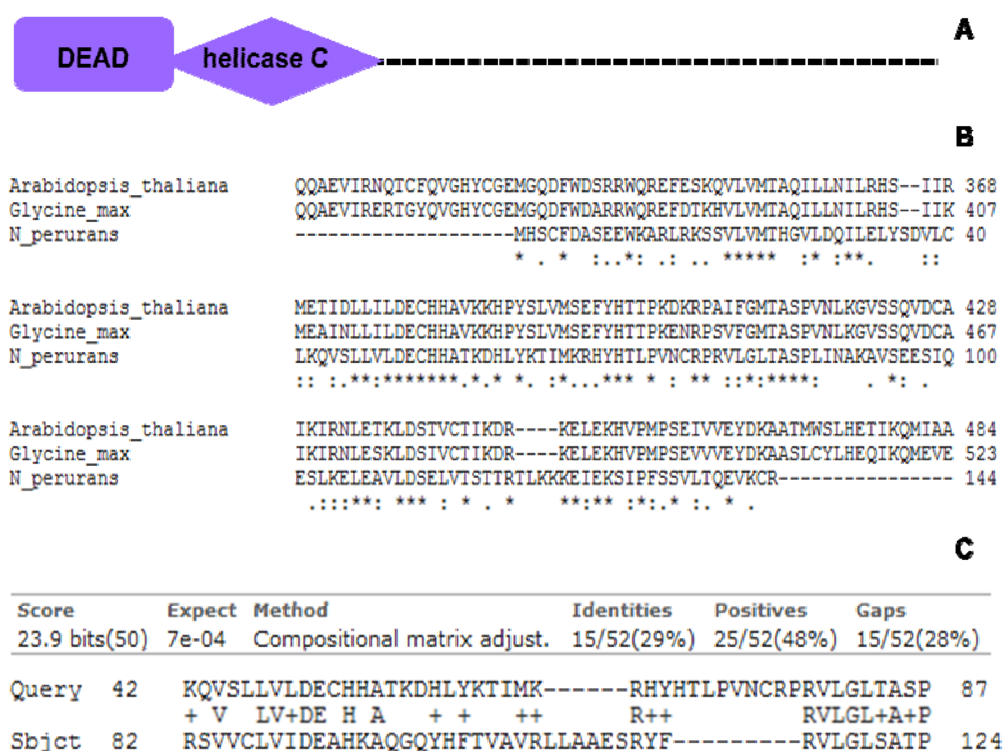 DEAD helicase C A
B
Arabidopsis_thaliana QQAEVIRNQTCFQVGHYCGEMGQDFWDSRRWQREFESKQVLVMTAQILLNILRHS--IIR 368
Glycine_max QQAEVIRERTGYQVGHYCGEMGQDFWDARRWQREFDTKHVLVMTAQILLNILRHS--IIK 407
N_perurans --------------------MHSCFDASEEWKARLRKSSVLVMTHGVLDQILELYSDVLC 40
* . * :..*: .: .. ***** :* :**. ::
Arabidopsis_thaliana METIDLLILDECHHAVKKHPYSLVMSEFYHTTPKDKRPAIFGMTASPVNLKGVSSQVDCA 428
Glycine_max MEAINLLILDECHHAVKKHPYSLVMSEFYHTTPKENRPSVFGMTASPVNLKGVSSQVDCA 467
N_perurans LKQVSLLVLDECHHATKDHLYKTIMKRHYHTLPVNCRPRVLGLTASPLINAKAVSEESIQ 100
:: :.**:*******.*.* *. :*...*** * : ** ::*:****: . *: .
Arabidopsis_thaliana IKIRNLETKLDSTVCTIKDR----KELEKHVPMPSEIVVEYDKAATMWSLHETIKQMIAA 484
Glycine_max IKIRNLESKLDSIVCTIKDR----KELEKHVPMPSEVVVEYDKAASLCYLHEQIKQMEVE 523
N_perurans ESLKELEAVLDSELVTSTTRTLKKKEIEKSIPFSSVLTQEVKCR---------------- 144
.:::**: *** : * . * **:** :*:.* :. * .
C
Score Expect Method Identities Positives Gaps
23.9 bits(50) 7e-04 Compositional matrix adjust. 15/52(29%) 25/52(48%) 15/52(28%)
Query 42 KQVSLLVLDECHHATKDHLYKTIMK------RHYHTLPVNCRPRVLGLTASP 87
+ V LV+DE H A + + ++ R++ RVLGL+A+P
Sbjct 82 RSVVCLVIDEAHKAQGQYHFTVAVRLLAAESRYF---------RVLGLSATP 124